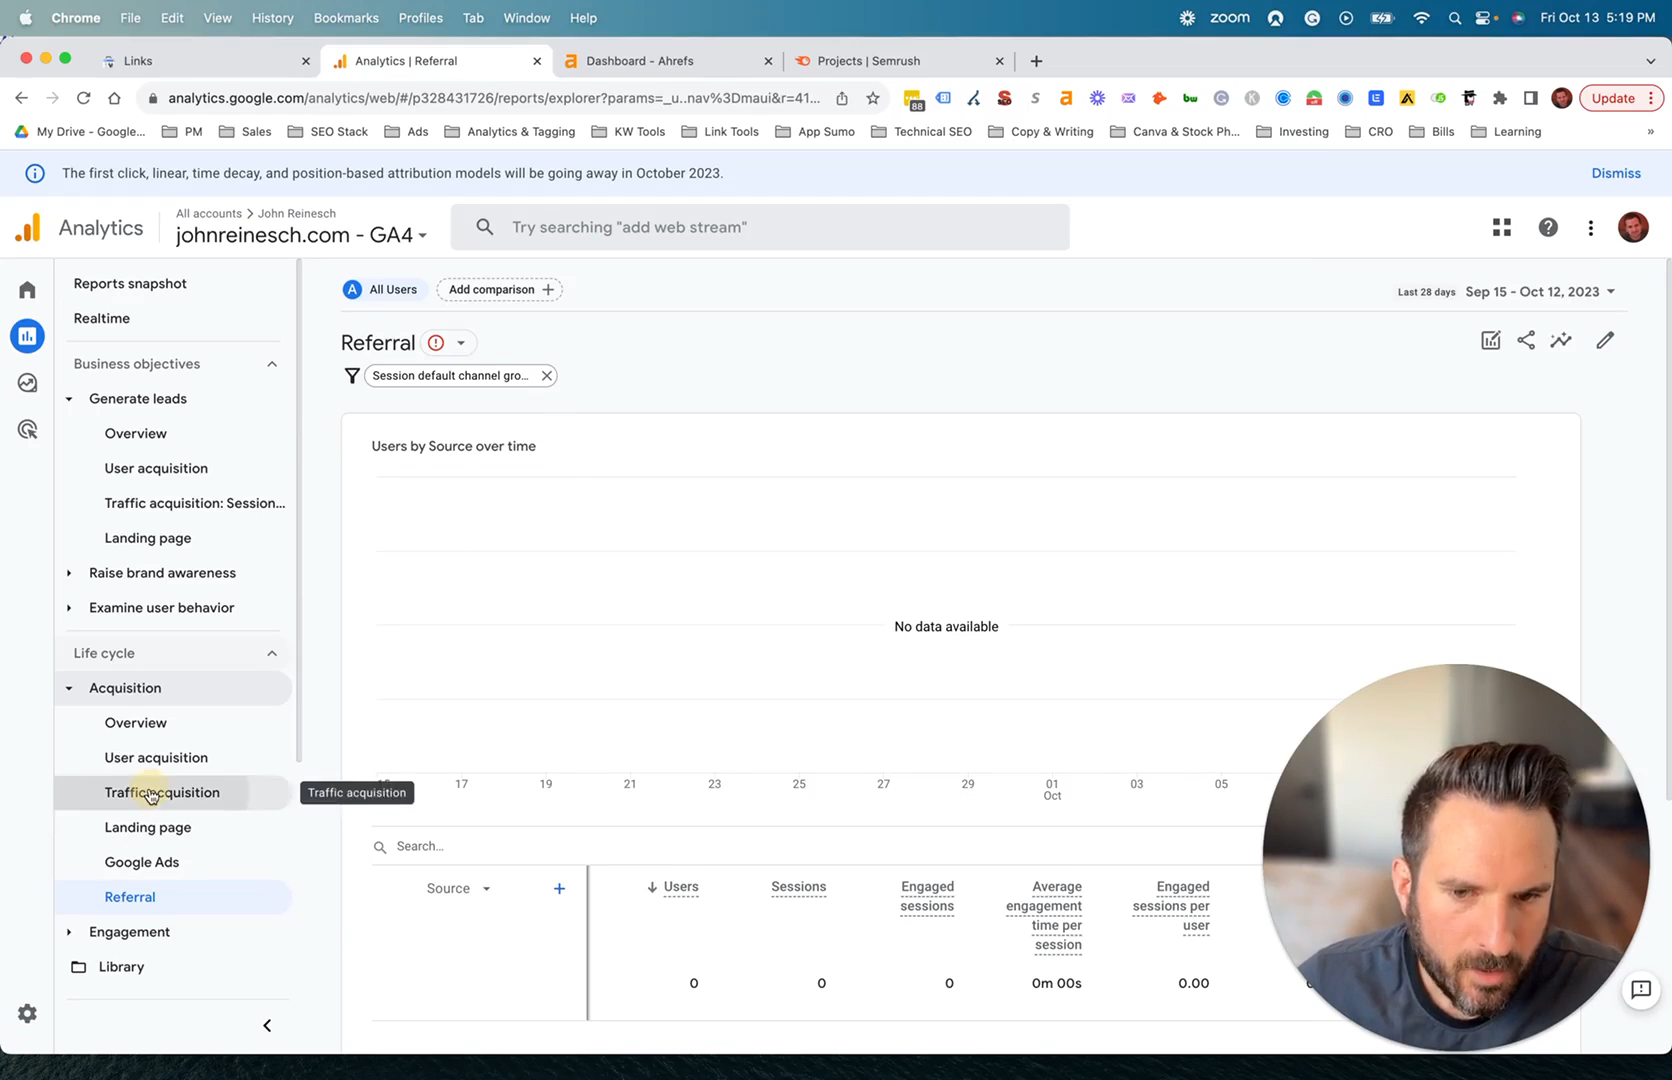 Chrome File Edit View History Bookmarks Profiles Tab Window Help zoom Fri Oct 13 5:19 PM
Links Analytics | Referral Dashboard - Ahrefs Projects | Semrush
analytics.google.com/analytics/web/#/p328431726/reports/explorer?params=_u..nav%3Dmaui&r=41... 88 Update
My Drive - Google... PM Sales SEO Stack Ads Analytics & Tagging KW Tools Link Tools App Sumo Technical SEO Copy & Writing Canva & Stock Ph... Investing CRO Bills Learning »
The first click, linear, time decay, and position-based attribution models will be going away in October 2023. Dismiss
All accounts > John Reinesch
Analytics johnreinesch.com - GA4 Try searching "add web stream"
Reports snapshot
Realtime
Business objectives
Generate leads
Overview
User acquisition
Traffic acquisition: Session...
Landing page
Raise brand awareness
Examine user behavior
Life cycle
Acquisition
Overview
User acquisition
Traffic acquisition
Landing page
Google Ads
Referral
Engagement
Library
A All Users Add comparison + Last 28 days Sep 15 - Oct 12, 2023
Referral
Session default channel gro...
Users by Source over time
No data available
17 19 21 23 25 27 29 01 03 05
Oct
Traffic acquisition
Search...
Source + Users Sessions Engaged sessions Average engagement time per session Engaged sessions per user
0 0 0 0m 00s 0.00